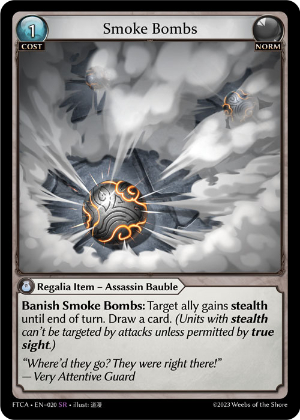 1
COST
Smoke Bombs
NORM
Regalia Item – Assassin Bauble
Banish Smoke Bombs: Target ally gains stealth
until end of turn. Draw a card. (Units with stealth
can't be targeted by attacks unless permitted by true
sight.)
“Where'd they go? They were right there!”
— Very Attentive Guard
FTCA • EN-020 SR • illust:
©2023 Weebs of the Shore